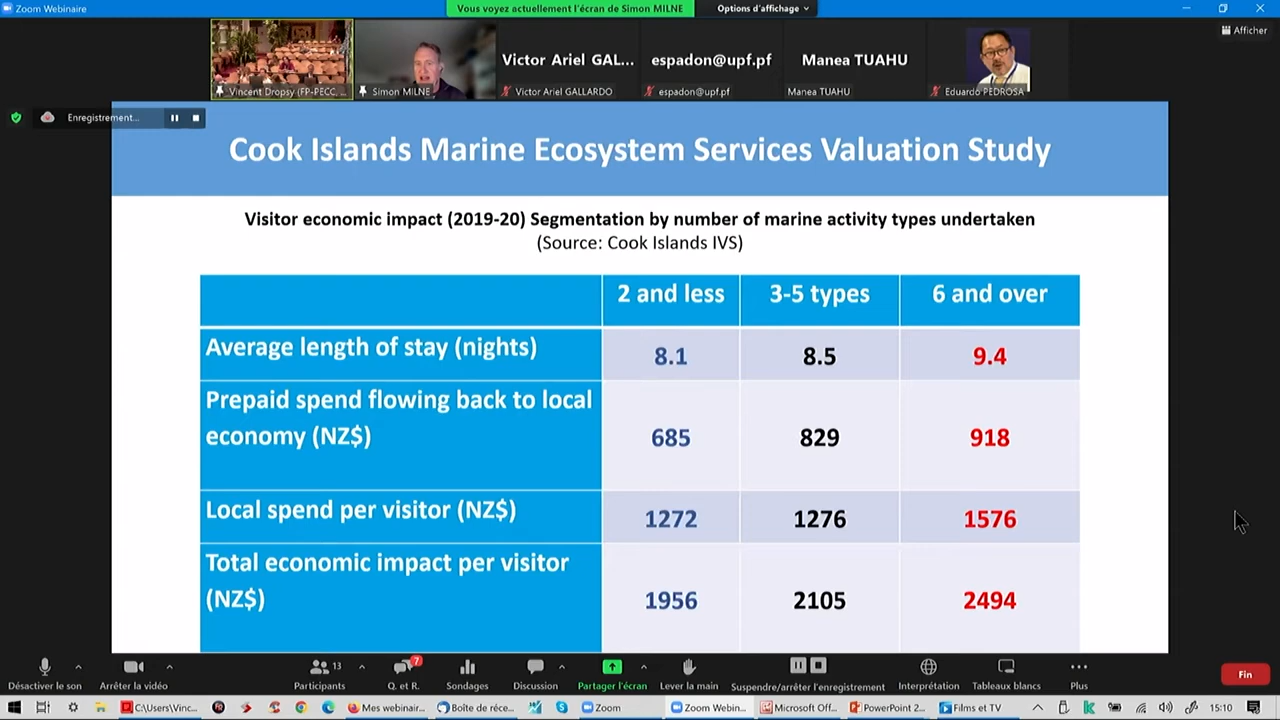 Zoom Webinaire
Vous voyez actuellement l'écran de Simon MILNE
Options d'affichage
Afficher
Victor Ariel GAL...
espadon@upf.pf
Manea TUAHU
Vincent Dropsy (FP-PECC, ...
Simon MILNE
Victor Ariel GALLARDO
espadon@upf.pf
Manea TUAHU
Eduardo PEDROSA
Enregistrement...
Cook Islands Marine Ecosystem Services Valuation Study
Visitor economic impact (2019-20) Segmentation by number of marine activity types undertaken
(Source: Cook Islands IVS)
2 and less 3-5 types 6 and over
Average length of stay (nights) 8.1 8.5 9.4
Prepaid spend flowing back to local
economy (NZ$) 685 829 918
Local spend per visitor (NZ$) 1272 1276 1576
Total economic impact per visitor
(NZ$) 1956 2105 2494
13
7
Désactiver le son
Arrêter la vidéo
Participants
Q. et R.
Sondages
Discussion
Partager l'écran
Lever la main
Suspendre/arrêter l'enregistrement
Interprétation
Tableaux blancs
Plus
Fin
C:\Users\Vinc...
Mes webinair...
Boîte de réce...
Zoom
Zoom Webin...
Microsoft Off...
PowerPoint 2...
Films et TV
15:10